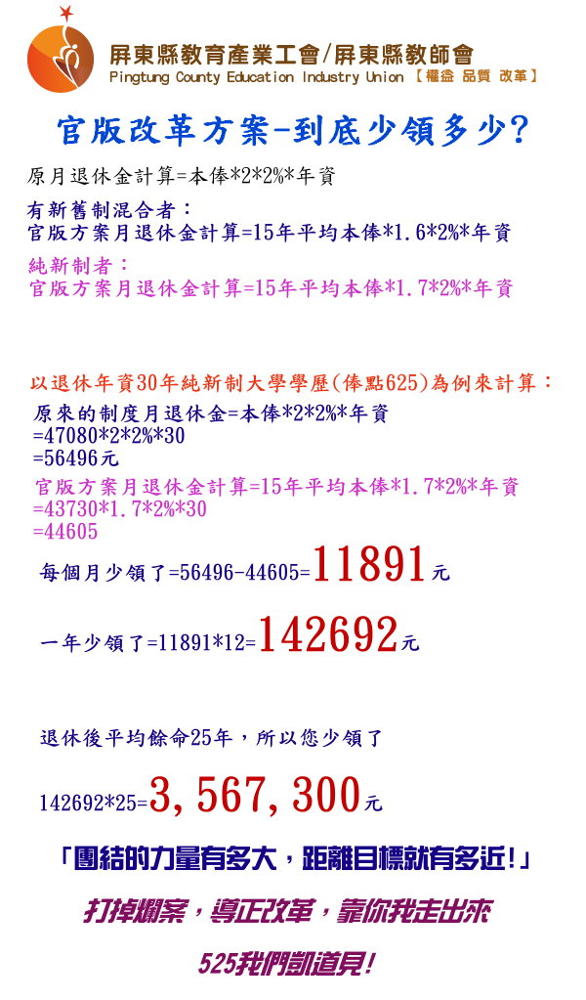 屏東縣教育產業工會/屏東縣教師會
Pingtung County Education Industry Union 【權益 品質 改革】
官版改革方案-到底少領多少?
原月退休金計算=本俸*2*2%*年資
有新舊制混合者：
官版方案月退休金計算=15年平均本俸*1.6*2%*年資
純新制者：
官版方案月退休金計算=15年平均本俸*1.7*2%*年資
以退休年資30年純新制大學學歷(俸點625)為例來計算：
原來的制度月退休金=本俸*2*2%*年資
=47080*2*2%*30
=56496元
官版方案月退休金計算=15年平均本俸*1.7*2%*年資
=43730*1.7*2%*30
=44605
每個月少領了=56496-44605=11891元
一年少領了=11891*12=142692元
退休後平均餘命25年，所以您少領了
142692*25=3,567,300元
「團結的力量有多大，距離目標就有多近!」
打掉爛案，導正改革，靠你我走出來
525我們凱道見!